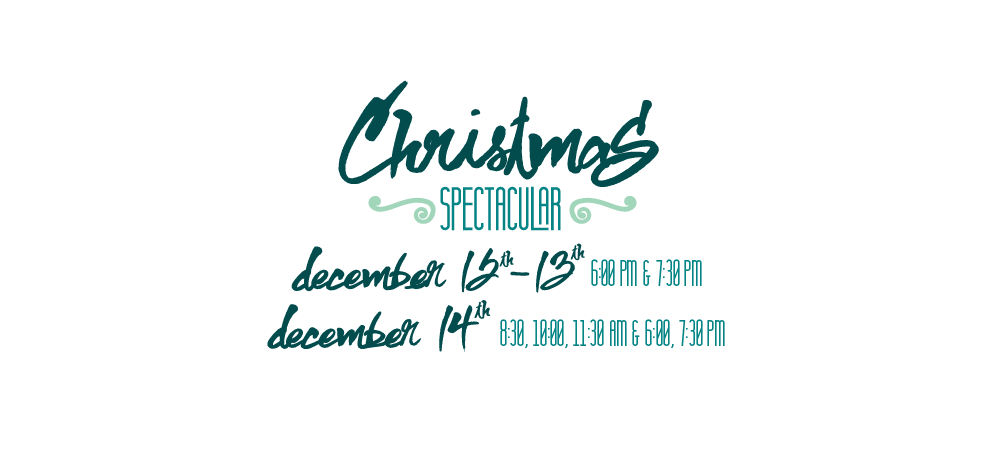 Christmas
SPECTACULAR
december 12th-13th 6:00 PM & 7:30 PM
december 14th 8:30, 10:00, 11:30 AM & 6:00, 7:30 PM